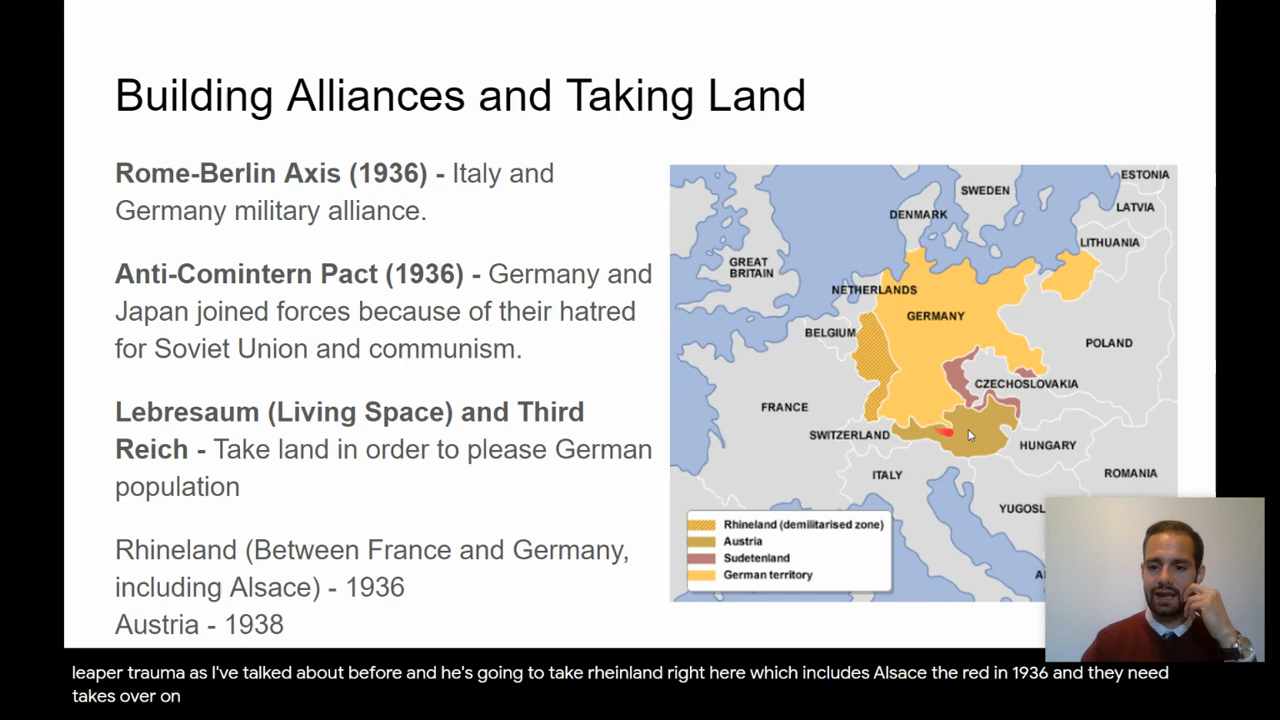 Building Alliances and Taking Land
Rome-Berlin Axis (1936) - Italy and
Germany military alliance.
Anti-Comintern Pact (1936) - Germany and
Japan joined forces because of their hatred
for Soviet Union and communism.
Lebresaum (Living Space) and Third
Reich - Take land in order to please German
population
Rhineland (Between France and Germany,
including Alsace) - 1936
Austria - 1938
ESTONIA
SWEDEN
LATVIA
DENMARK
LITHUANIA
GREAT
BRITAIN
NETHERLANDS
GERMANY
BELGIUM
POLAND
CZECHOSLOVAKIA
FRANCE
SWITZERLAND
HUNGARY
ITALY
ROMANIA
YUGOSL
Rhineland (demilitarised zone)
Austria
Sudetenland
German territory
leaper trauma as I've talked about before and he's going to take rheinland right here which includes Alsace the red in 1936 and they need
takes over on